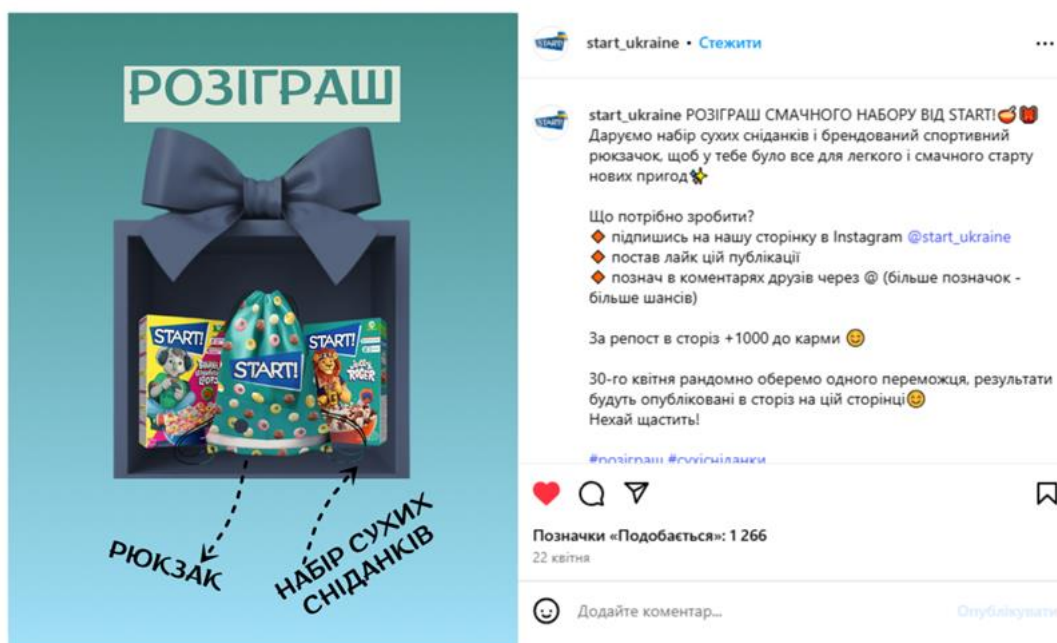 РОЗІГРАШ
START!
START!
START!
РЮКЗАК
НАБІР СУХИХ
СНІДАНКІВ
start_ukraine • Стежити
start_ukraine РОЗІГРАШ СМАЧНОГО НАБОРУ ВІД START!
Даруємо набір сухих сніданків і брендований спортивний
рюкзачок, щоб у тебе було все для легкого і смачного старту
нових пригод
Що потрібно зробити?
підпишись на нашу сторінку в Instagram @start_ukraine
постав лайк цій публікації
познач в коментарях друзів через @ (більше позначок -
більше шансів)
За репост в сторіз +1000 до карми
30-го квітня рандомно оберемо одного переможця, результати
будуть опубліковані в сторіз на цій сторінці
Нехай щастить!
#розіграш #сухісніданки
Позначки «Подобається»: 1 266
22 квітня
Додайте коментар...
Опублікувати